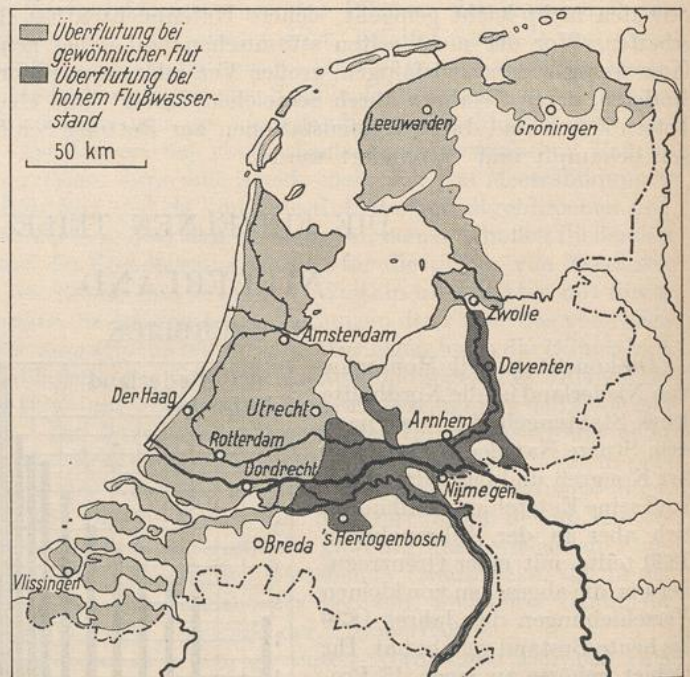 Überflutung bei
gewöhnlicher Flut
Überflutung bei
hohem Flußwasser-
stand
50 km
Leeuwarden
Groningen
Zwolle
Amsterdam
Deventer
Der Haag
Utrecht
Arnhem
Rotterdam
Dordrecht
Nijmegen
Breda
's Hertogenbosch
Vlissingen